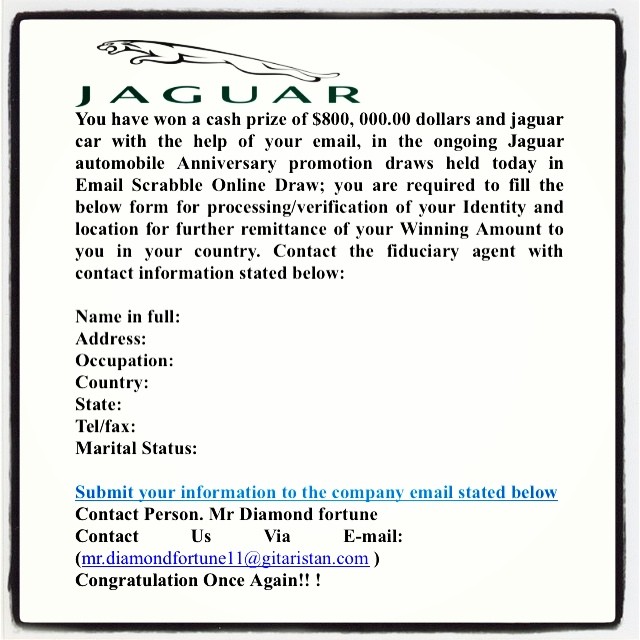 JAGUAR
You have won a cash prize of $800, 000.00 dollars and jaguar
car with the help of your email, in the ongoing Jaguar
automobile Anniversary promotion draws held today in
Email Scrabble Online Draw; you are required to fill the
below form for processing/verification of your Identity and
location for further remittance of your Winning Amount to
you in your country. Contact the fiduciary agent with
contact information stated below:
Name in full:
Address:
Occupation:
Country:
State:
Tel/fax:
Marital Status:
Submit your information to the company email stated below
Contact Person. Mr Diamond fortune
Contact Us Via E-mail:
(mr.diamondfortune11@gitaristan.com )
Congratulation Once Again!! !